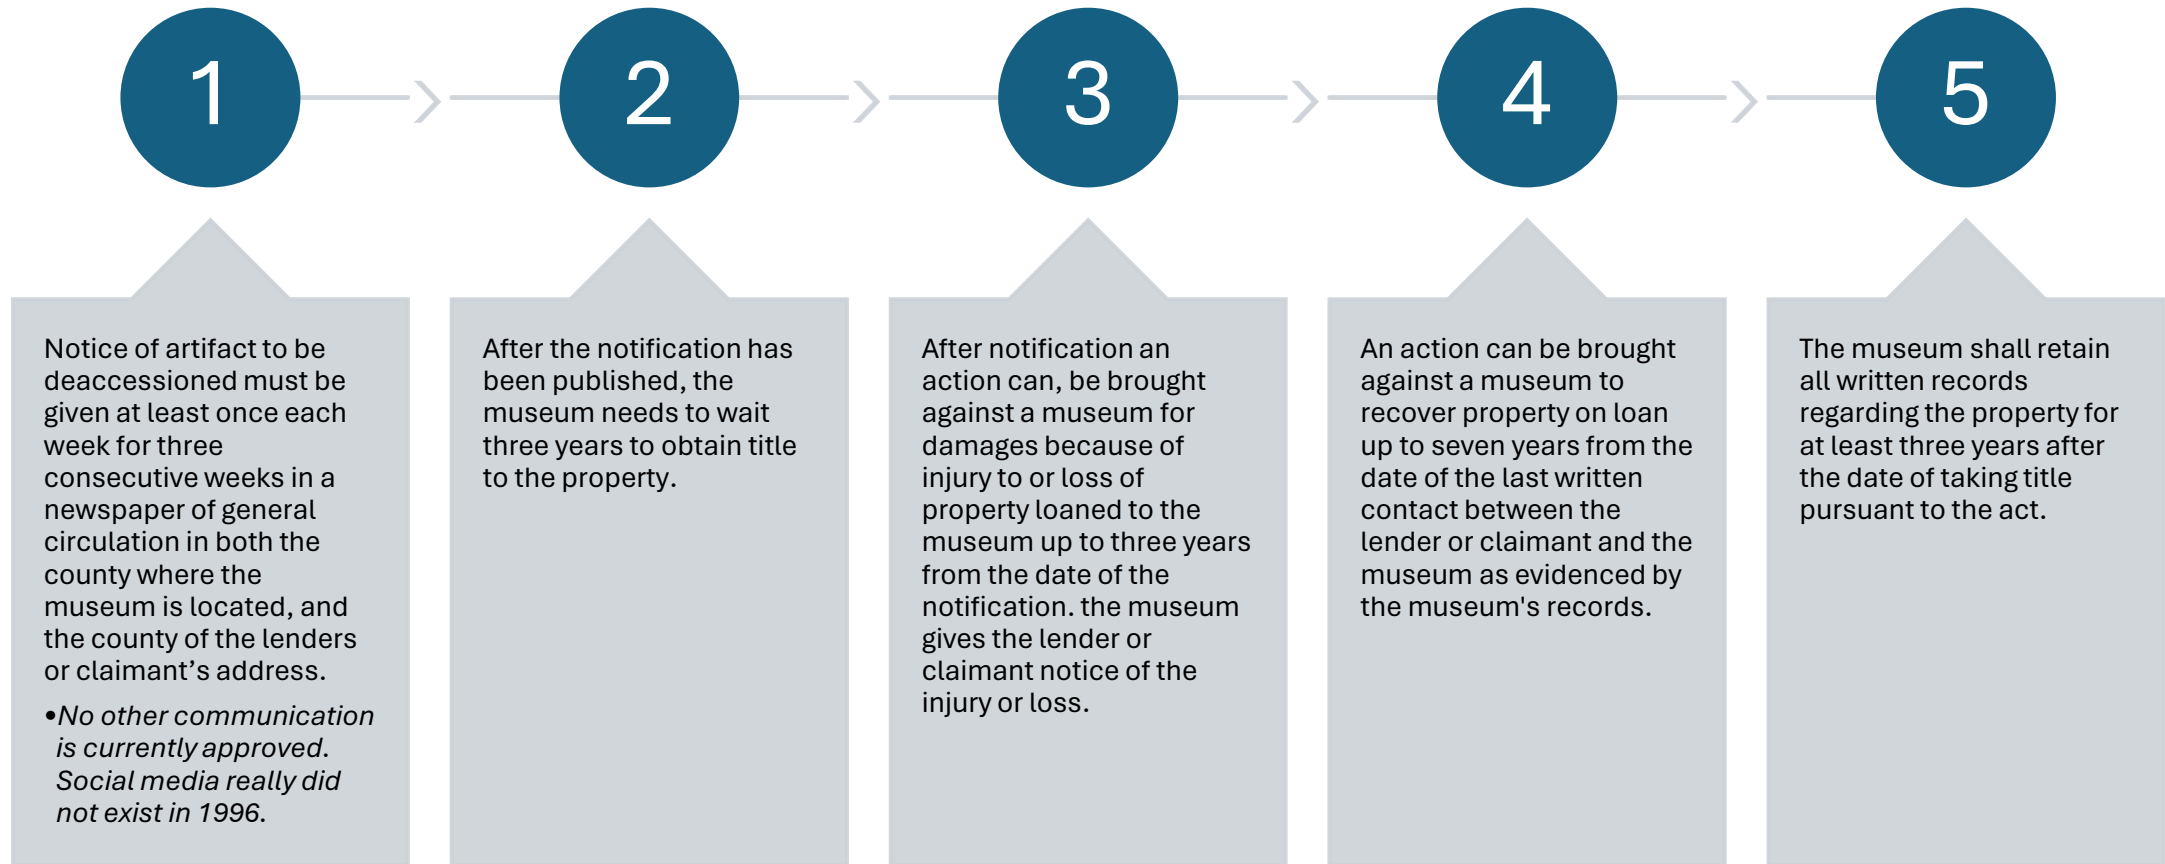 1
2
3
4
5
Notice of artifact to be
deaccessioned must be
given at least once each
week for three
consecutive weeks in a
newspaper of general
circulation in both the
county where the
museum is located, and
the county of the lenders
or claimant’s address.
•No other communication
is currently approved.
Social media really did
not exist in 1996.
After the notification has
been published, the
museum needs to wait
three years to obtain title
to the property.
After notification an
action can, be brought
against a museum for
damages because of
injury to or loss of
property loaned to the
museum up to three years
from the date of the
notification. the museum
gives the lender or
claimant notice of the
injury or loss.
An action can be brought
against a museum to
recover property on loan
up to seven years from the
date of the last written
contact between the
lender or claimant and the
museum as evidenced by
the museum's records.
The museum shall retain
all written records
regarding the property for
at least three years after
the date of taking title
pursuant to the act.